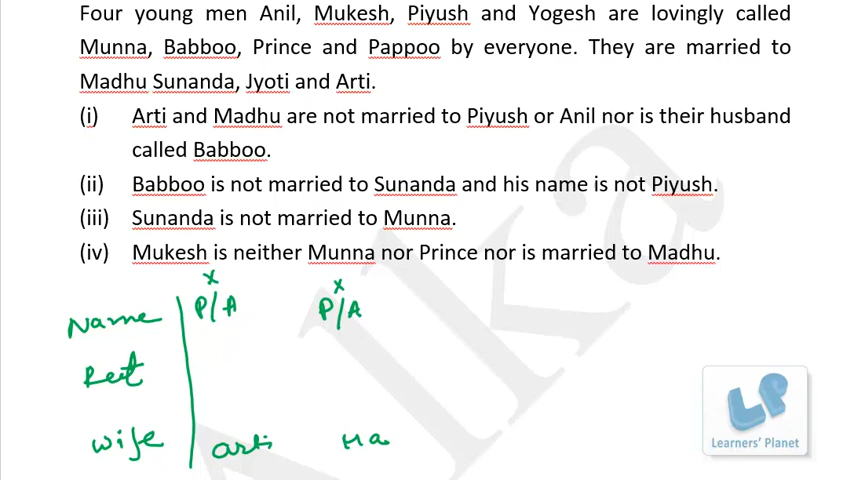 Four young men Anil, Mukesh, Piyush and Yogesh are lovingly called
Munna, Babboo, Prince and Pappoo by everyone. They are married to
Madhu Sunanda, Jyoti and Arti.
(i) Arti and Madhu are not married to Piyush or Anil nor is their husband
called Babboo.
(ii) Babboo is not married to Sunanda and his name is not Piyush.
(iii) Sunanda is not married to Munna.
(iv) Mukesh is neither Munna nor Prince nor is married to Madhu.
x x
Name P/A P/A
Pet
Wife arti Ma
LP
Learners' Planet